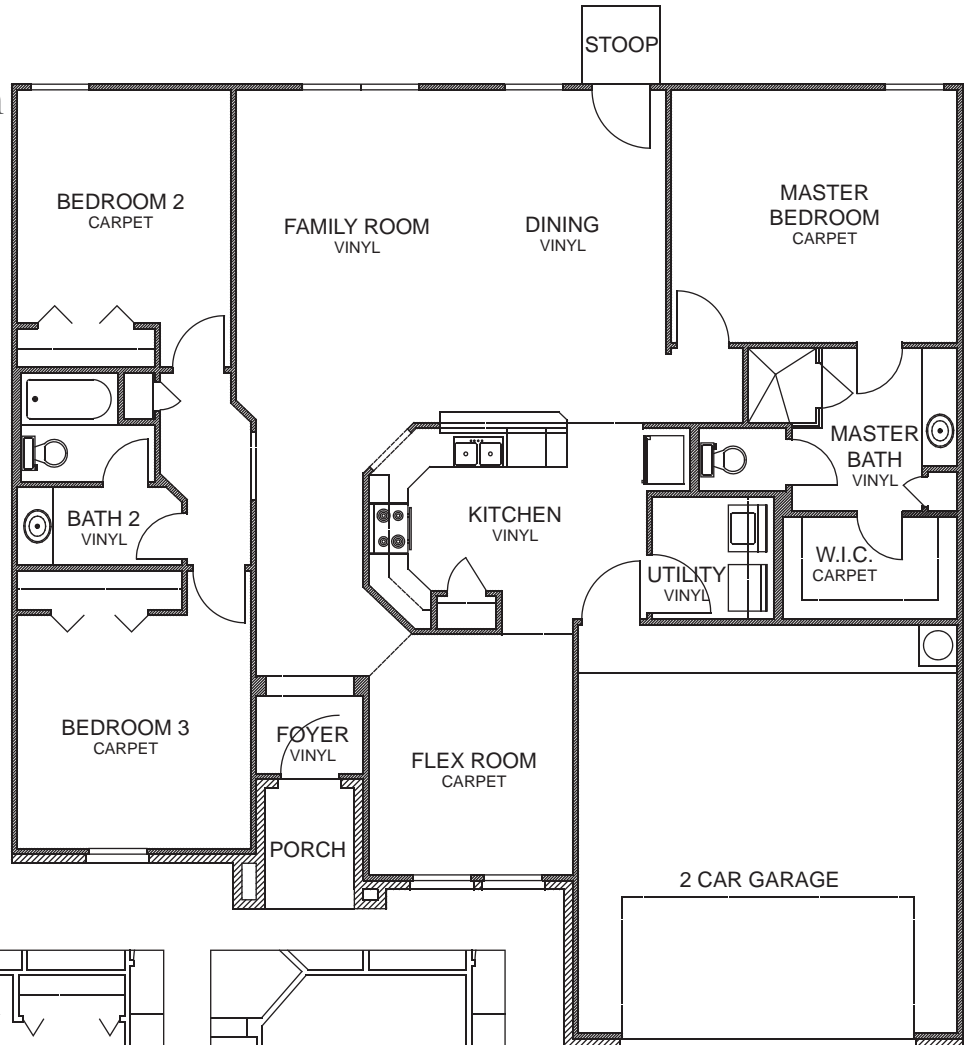 STOOP
BEDROOM 2
CARPET
FAMILY ROOM
VINYL
DINING
VINYL
MASTER
BEDROOM
CARPET
MASTER
BATH
VINYL
BATH 2
VINYL
KITCHEN
VINYL
UTILITY
VINYL
W.I.C.
CARPET
BEDROOM 3
CARPET
FOYER
VINYL
FLEX ROOM
CARPET
PORCH
2 CAR GARAGE